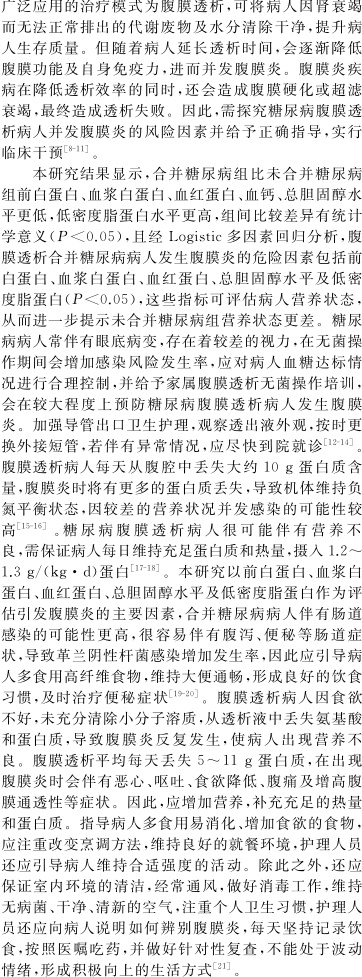 广泛应用的治疗模式为腹膜透析,可将病人因肾衰竭
而无法正常排出的代谢废物及水分清除干净,提升病
人生存质量。但随着病人延长透析时间,会逐渐降低
腹膜功能及自身免疫力,进而并发腹膜炎。腹膜炎疾
病在降低透析效率的同时,还会造成腹膜硬化或超滤
衰竭,最终造成透析失败。因此,需探究糖尿病腹膜透
析病人并发腹膜炎的风险因素并给予正确指导,实行
临床干预[8-11]。
本研究结果显示,合并糖尿病组比未合并糖尿病
组前白蛋白、血浆白蛋白、血红蛋白、血钙、总胆固醇水
平更低,低密度脂蛋白水平更高,组间比较差异有统计
学意义(P<0.05),且经 Logistic 多因素回归分析,腹
膜透析合并糖尿病病人发生腹膜炎的危险因素包括前
白蛋白、血浆白蛋白、血红蛋白、总胆固醇水平及低密
度脂蛋白(P<0.05),这些指标可评估病人营养状态,
从而进一步提示未合并糖尿病组营养状态更差。糖尿
病病人常伴有眼底病变,存在着较差的视力,在无菌操
作期间会增加感染风险发生率,应对病人血糖达标情
况进行合理控制,并给予家属腹膜透析无菌操作培训,
会在较大程度上预防糖尿病腹膜透析病人发生腹膜
炎。加强导管出口卫生护理,观察透出液外观,按时更
换外接短管,若伴有异常情况,应尽快到院就诊[12-14]。
腹膜透析病人每天从腹腔中丢失大约 10 g 蛋白质含
量,腹膜炎时将有更多的蛋白质丢失,导致机体维持负
氮平衡状态,因较差的营养状况并发感染的可能性较
高[15-16]。糖尿病腹膜透析病人很可能伴有营养不
良,需保证病人每日维持充足蛋白质和热量,摄入 1.2～
1.3 g/(kg·d)蛋白[17-18]。本研究以前白蛋白、血浆白
蛋白、血红蛋白、总胆固醇水平及低密度脂蛋白作为评
估引发腹膜炎的主要因素,合并糖尿病病人伴有肠道
感染的可能性更高,很容易伴有腹泻、便秘等肠道症
状,导致革兰阴性杆菌感染增加发生率,因此应引导病
人多食用高纤维食物,维持大便通畅,形成良好的饮食
习惯,及时治疗便秘症状[19-20]。腹膜透析病人因食欲
不好,未充分清除小分子溶质,从透析液中丢失氨基酸
和蛋白质,导致腹膜炎反复发生,使病人出现营养不
良。腹膜透析平均每天丢失 5～11 g 蛋白质,在出现
腹膜炎时会伴有恶心、呕吐、食欲降低、腹痛及增高腹
膜通透性等症状。因此,应增加营养,补充充足的热量
和蛋白质。指导病人多食用易消化、增加食欲的食物,
应注重改变烹调方法,维持良好的就餐环境,护理人员
还应引导病人维持合适强度的活动。除此之外,还应
保证室内环境的清洁,经常通风,做好消毒工作,维持
无病菌、干净、清新的空气,注重个人卫生习惯,护理人
员还应向病人说明如何辨别腹膜炎,每天坚持记录饮
食,按照医嘱吃药,并做好针对性复查,不能处于波动
情绪,形成积极向上的生活方式[21]。